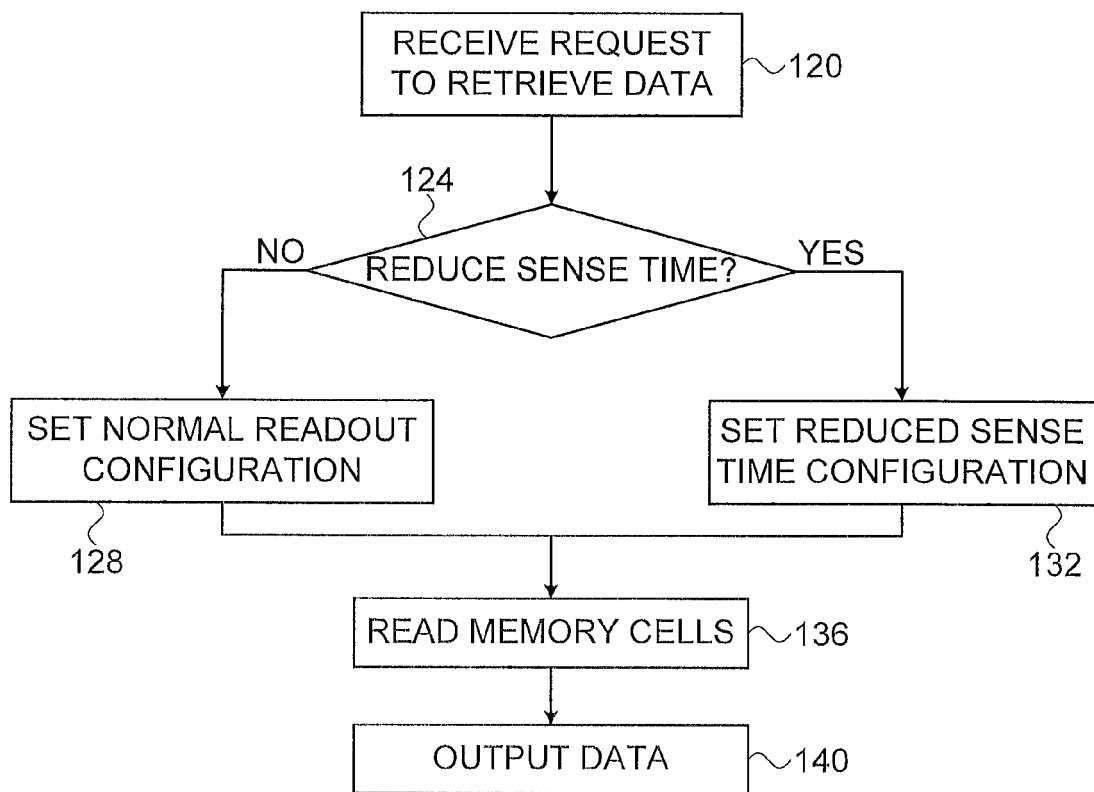 RECEIVE REQUEST
TO RETRIEVE DATA
120
124
NO
REDUCE SENSE TIME?
YES
SET NORMAL READOUT
CONFIGURATION
128
SET REDUCED SENSE
TIME CONFIGURATION
132
READ MEMORY CELLS
136
OUTPUT DATA
140